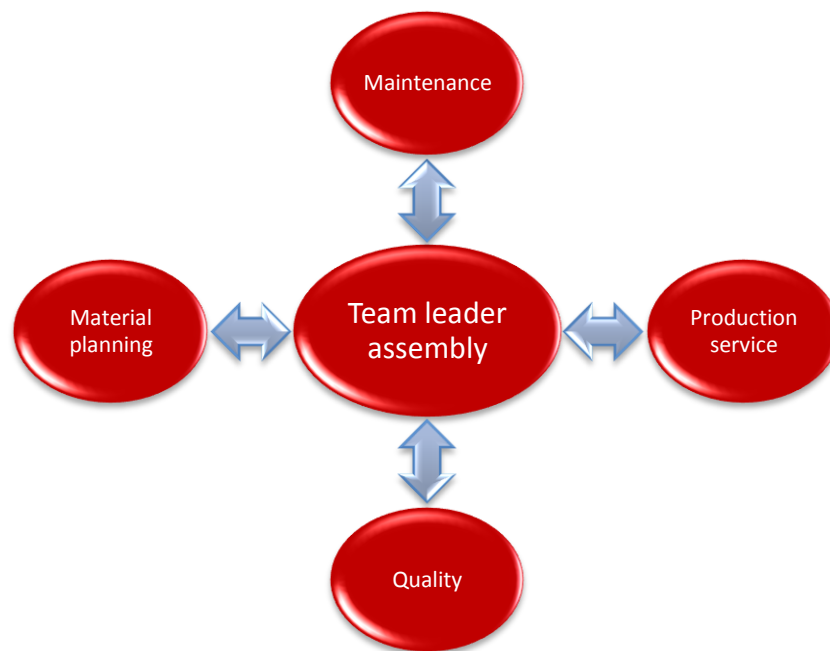 Maintenance
Material
planning
Team leader
assembly
Production
service
Quality